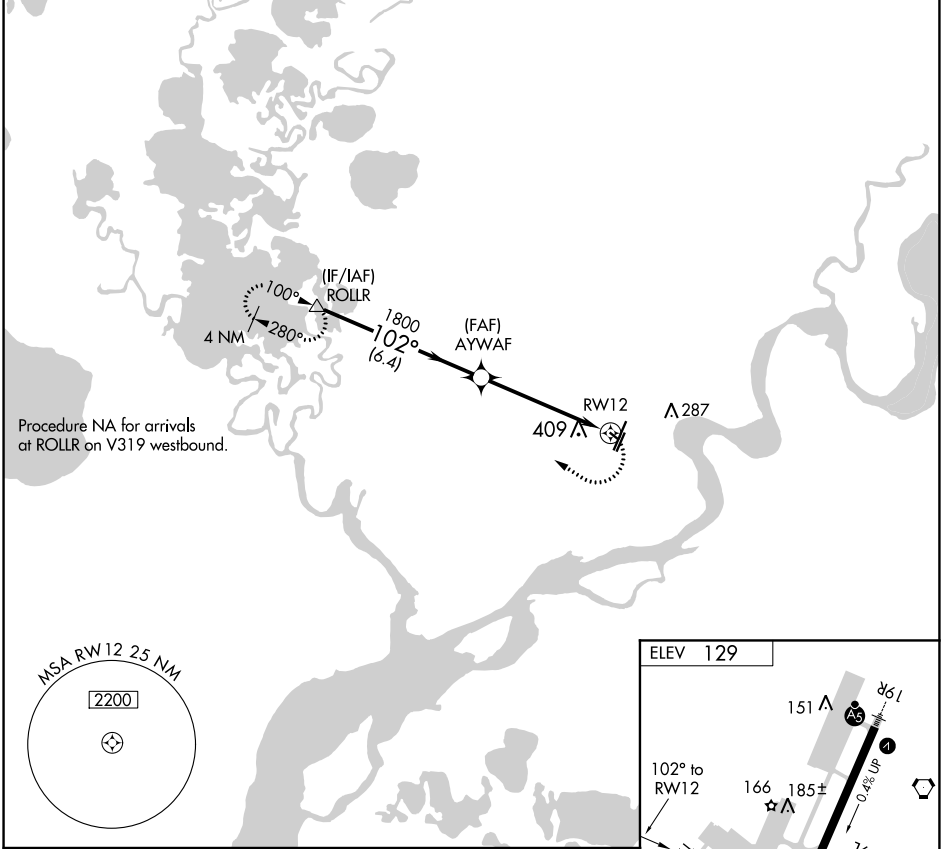 (IF/IAF)
ROLLR
100°
280°
4 NM
1800
102°
(6.4)
(FAF)
AYWAF
RW12
409
287
Procedure NA for arrivals
at ROLLR on V319 westbound.
MSA RW12 25 NM
2200
ELEV 129
19R
151
A5
102° to
RW12
166
185±
0.4% UP